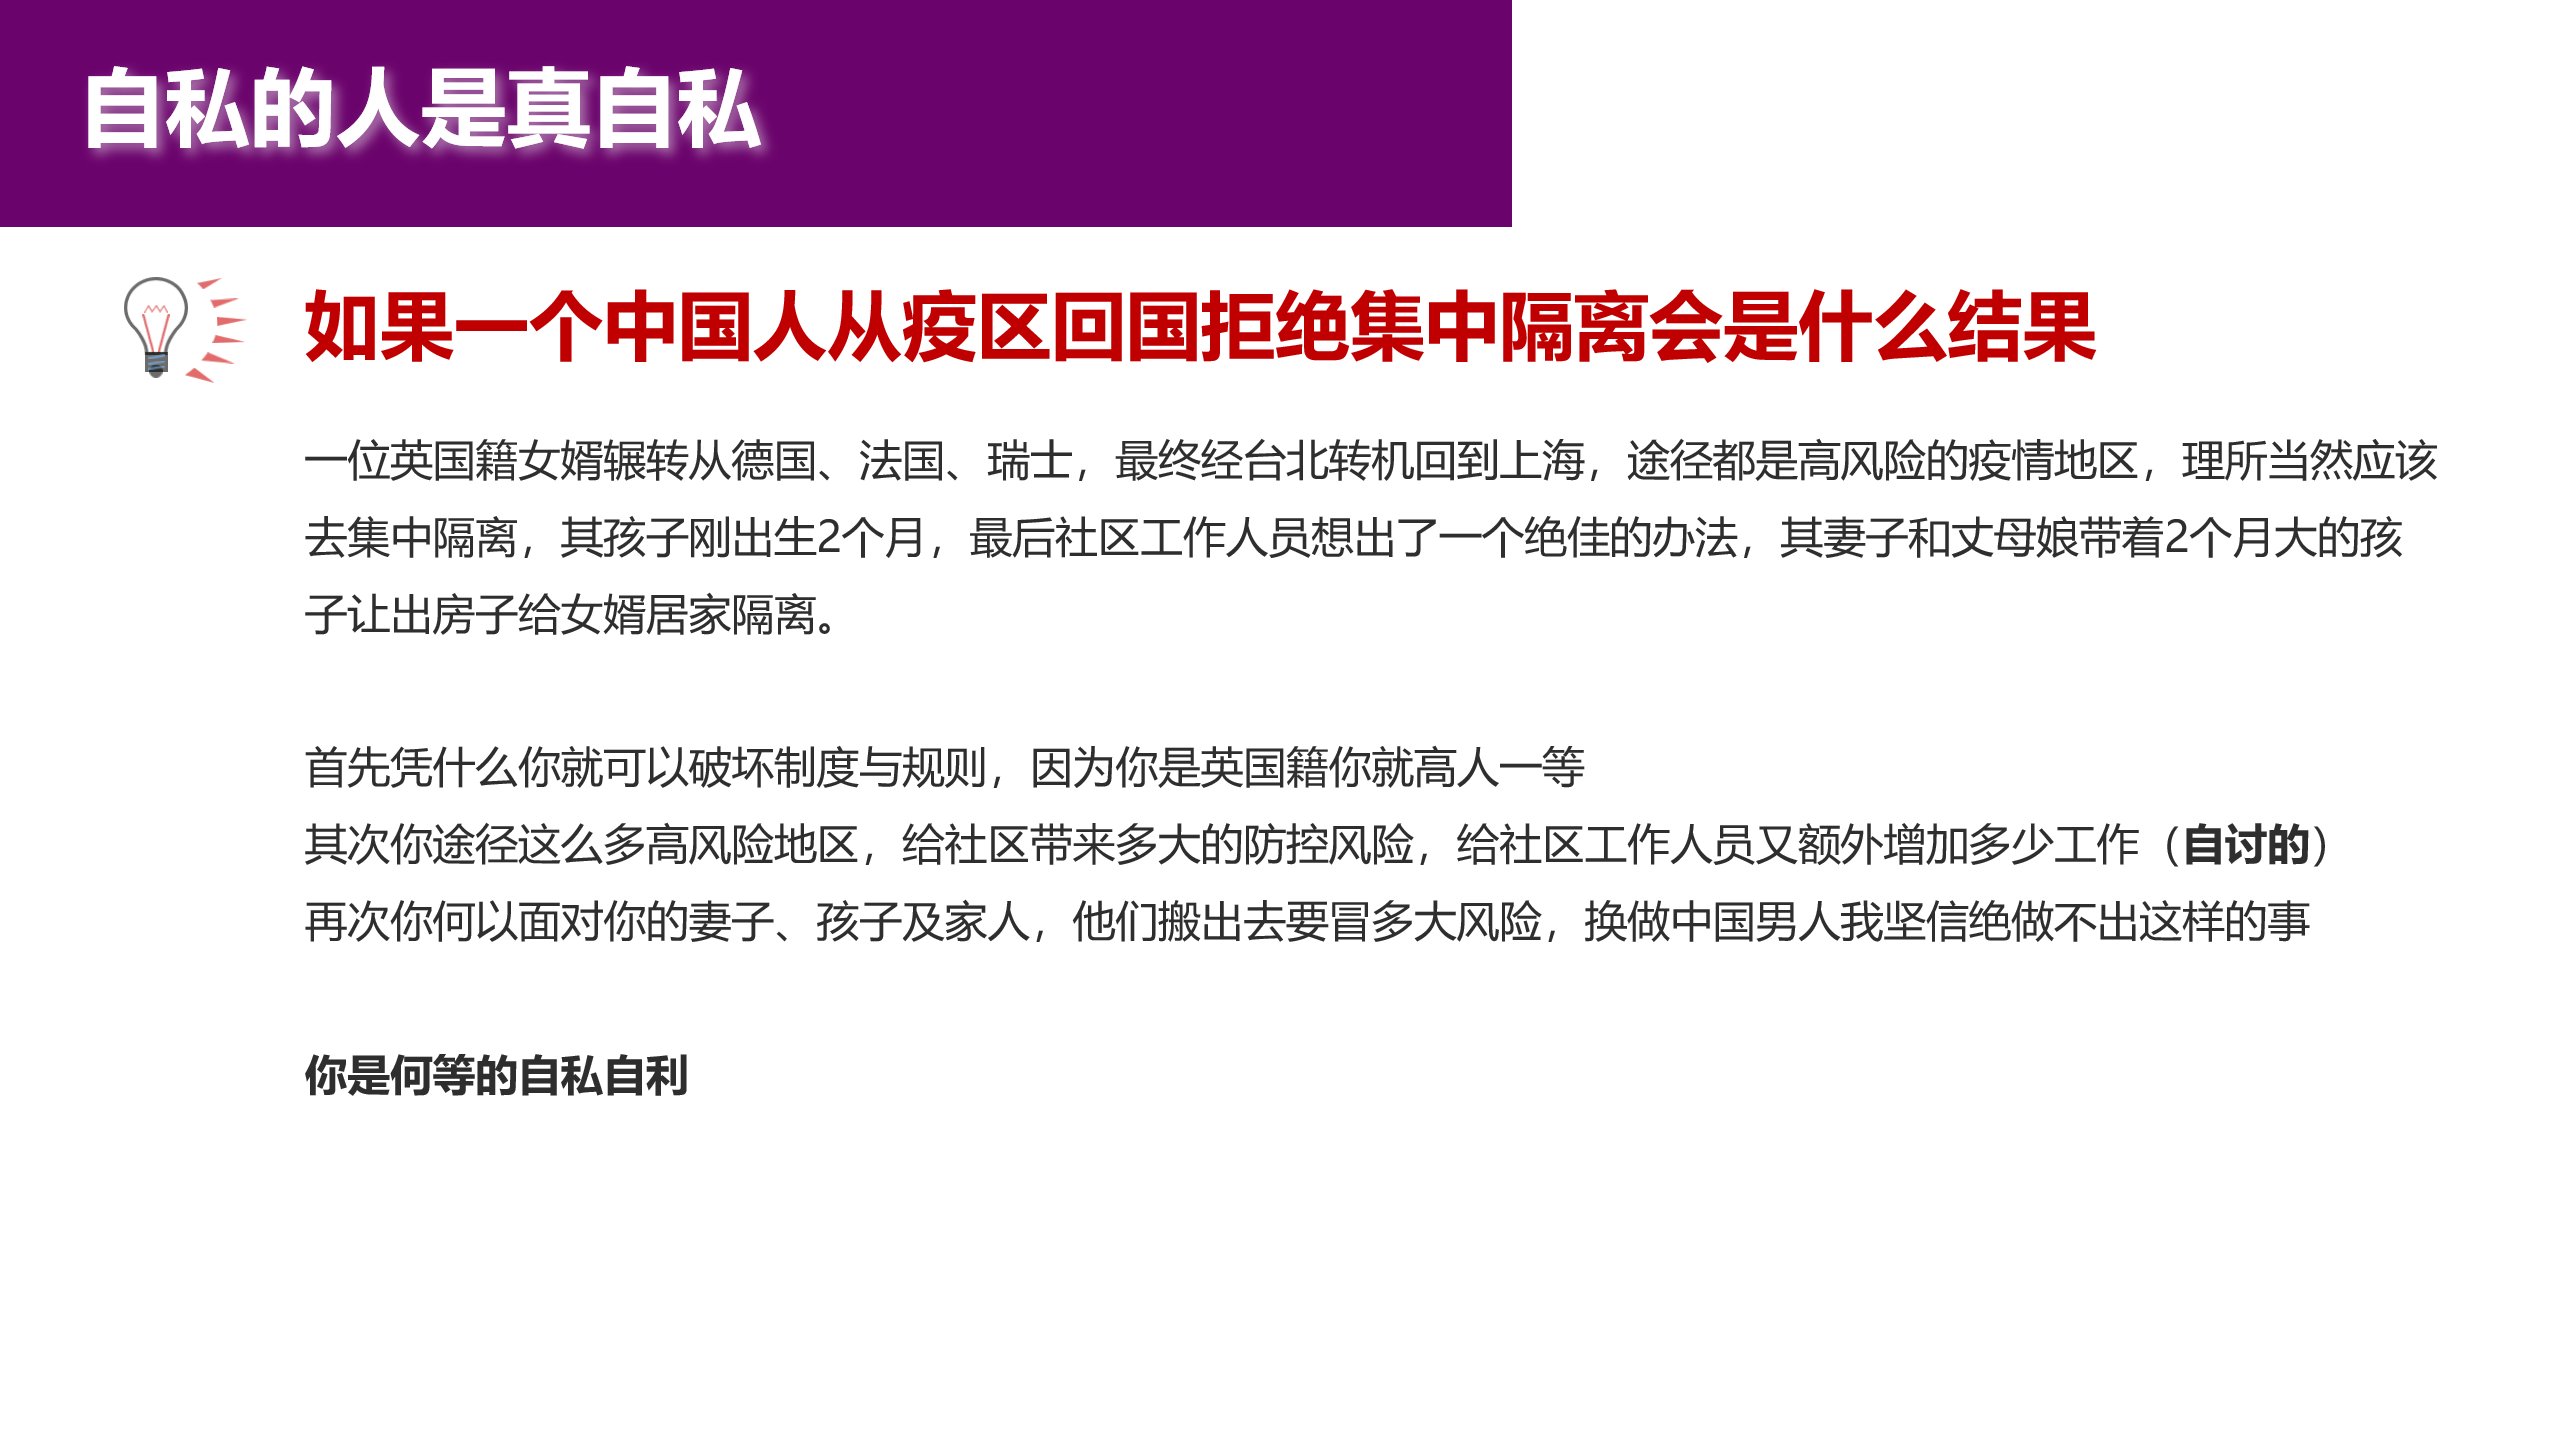 自私的人是真自私
如果一个中国人从疫区回国拒绝集中隔离会是什么结果
一位英国籍女婿辗转从德国、法国、瑞士，最终经台北转机回到上海，途径都是高风险的疫情地区，理所当然应该
去集中隔离，其孩子刚出生2个月，最后社区工作人员想出了一个绝佳的办法，其妻子和丈母娘带着2个月大的孩
子让出房子给女婿居家隔离。
首先凭什么你就可以破坏制度与规则，因为你是英国籍你就高人一等
其次你途径这么多高风险地区，给社区带来多大的防控风险，给社区工作人员又额外增加多少工作（自讨的）
再次你何以面对你的妻子、孩子及家人，他们搬出去要冒多大风险，换做中国男人我坚信绝做不出这样的事
你是何等的自私自利